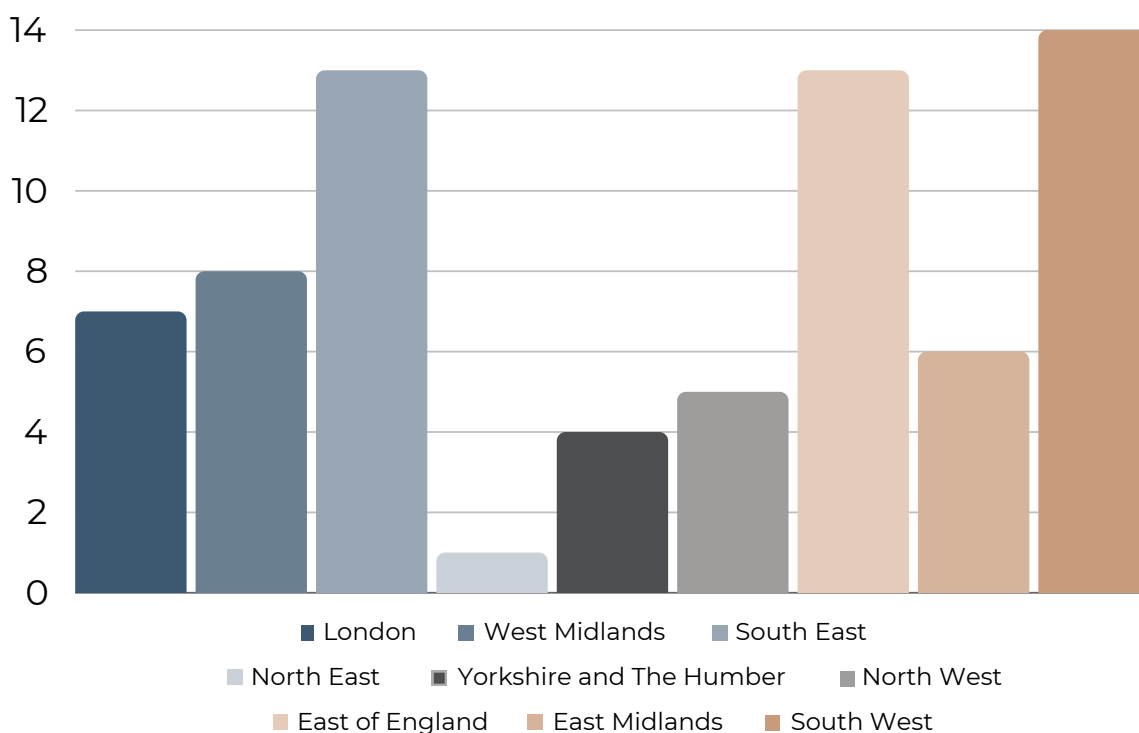 14
12
10
8
6
4
2
0
London West Midlands South East
North East Yorkshire and The Humber North West
East of England East Midlands South West